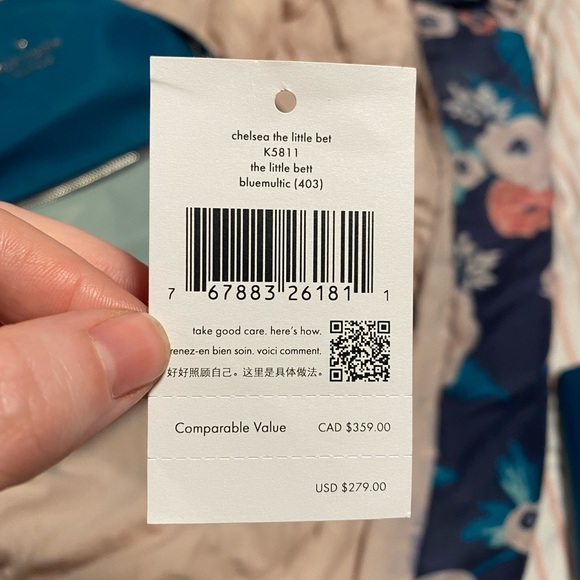 chelsea the little bet
K5811
the little bett
bluemultic (403)
7 67883 26181 1
take good care. here's how.
renez-en bien soin. voici comment.
好好照顾自己。这里是具体做法。
Comparable Value CAD $359.00
USD $279.00